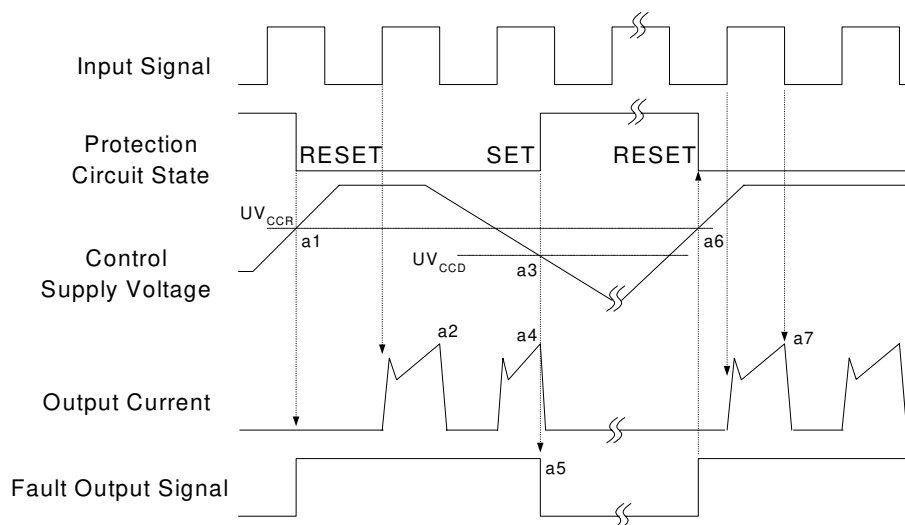 Input Signal
Protection
Circuit State
RESET
SET
RESET
UVCCR
a1
a6
UVCCD
a3
Control
Supply Voltage
a2
a4
a7
Output Current
a5
Fault Output Signal